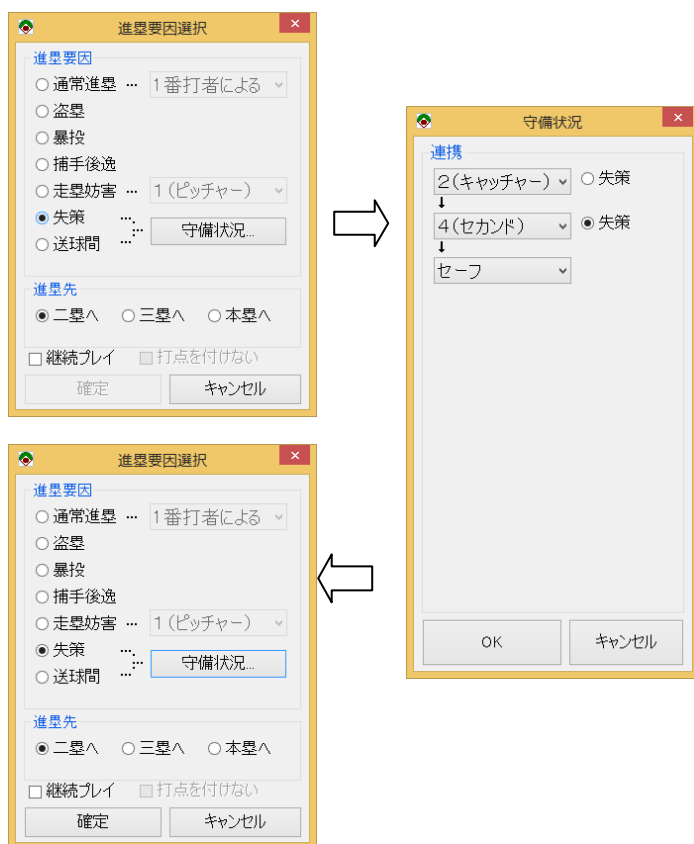 進塁要因選択
進塁要因
通常進塁 … 1番打者による
盗塁
暴投
捕手後逸
走塁妨害 … 1(ピッチャー)
失策 …
守備状況...
送球間 …
進塁先
二塁へ 三塁へ 本塁へ
継続プレイ 打点を付けない
確定 キャンセル
守備状況
連携
2(キャッチャー) 失策
↓
4(セカンド) 失策
↓
セーフ
OK キャンセル
進塁要因選択
進塁要因
通常進塁 … 1番打者による
盗塁
暴投
捕手後逸
走塁妨害 … 1(ピッチャー)
失策 …
守備状況...
送球間 …
進塁先
二塁へ 三塁へ 本塁へ
継続プレイ 打点を付けない
確定 キャンセル